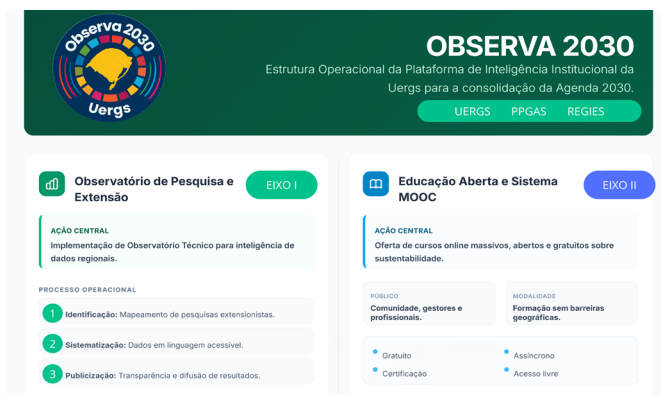 Observa 2030
Uergs
OBSERVA 2030
Estrutura Operacional da Plataforma de Inteligência Institucional da
Uergs para a consolidação da Agenda 2030.
UERGS PPGAS REGIES
Observatório de Pesquisa e
Extensão
EIXO I
AÇÃO CENTRAL
Implementação de Observatório Técnico para inteligência de
dados regionais.
PROCESSO OPERACIONAL
1 Identificação: Mapeamento de pesquisas extensionistas.
2 Sistematização: Dados em linguagem acessível.
3 Publicização: Transparência e difusão de resultados.
Educação Aberta e Sistema
MOOC
EIXO II
AÇÃO CENTRAL
Oferta de cursos online massivos, abertos e gratuitos sobre
sustentabilidade.
PÚBLICO
Comunidade, gestores e
profissionais.
MODALIDADE
Formação sem barreiras
geográficas.
• Gratuito
• Assíncrono
• Certificação
• Acesso livre